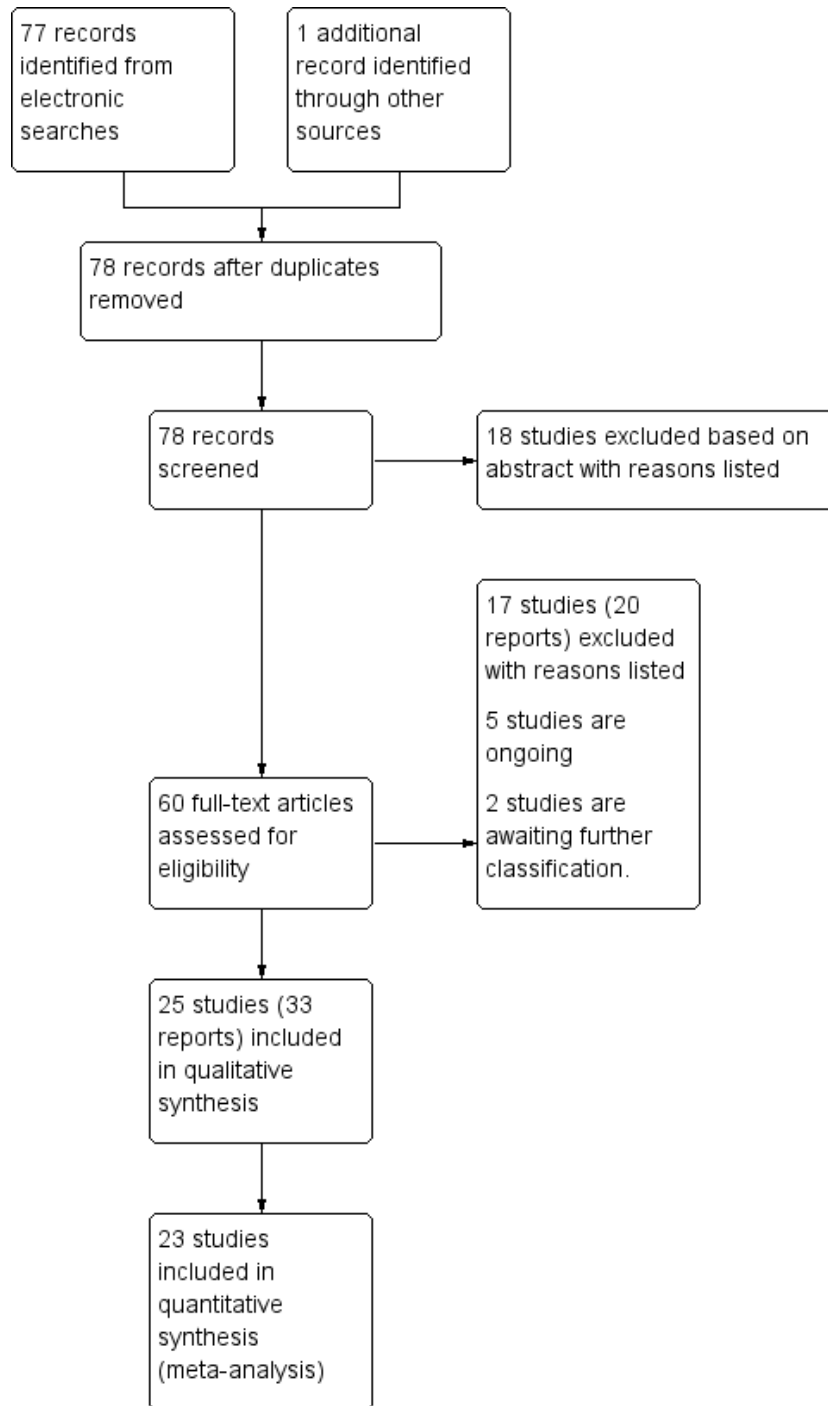 77 records
identified from
electronic
searches
1 additional
record identified
through other
sources
78 records after duplicates
removed
78 records
screened
18 studies excluded based on
abstract with reasons listed
17 studies (20
reports) excluded
with reasons listed
5 studies are
ongoing
2 studies are
awaiting further
classification.
60 full-text articles
assessed for
eligibility
25 studies (33
reports) included
in qualitative
synthesis
23 studies
included in
quantitative
synthesis
(meta-analysis)